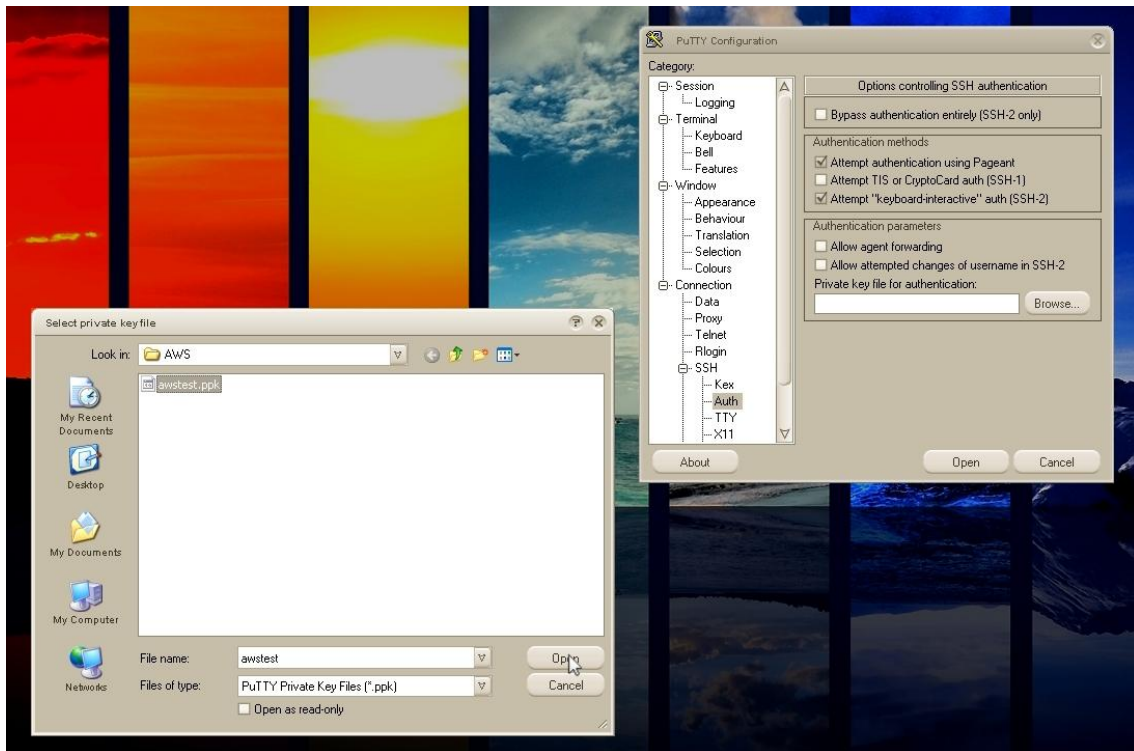 PuTTY Configuration
Category:
Session
Logging
Terminal
Keyboard
Bell
Features
Window
Appearance
Behaviour
Translation
Selection
Colours
Connection
Data
Proxy
Telnet
Rlogin
SSH
Kex
Auth
TTY
X11
Options controlling SSH authentication
Bypass authentication entirely (SSH-2 only)
Authentication methods
Attempt authentication using Pageant
Attempt TIS or CryptoCard auth (SSH-1)
Attempt "keyboard-interactive" auth (SSH-2)
Authentication parameters
Allow agent forwarding
Allow attempted changes of username in SSH-2
Private key file for authentication:
Browse...
About
Open
Cancel
Select private key file
Look in:
AWS
awstest.ppk
My Recent
Documents
Desktop
My Documents
My Computer
Networks
File name:
awstest
Open
Files of type:
PuTTY Private Key Files (*.ppk)
Cancel
Open as read-only